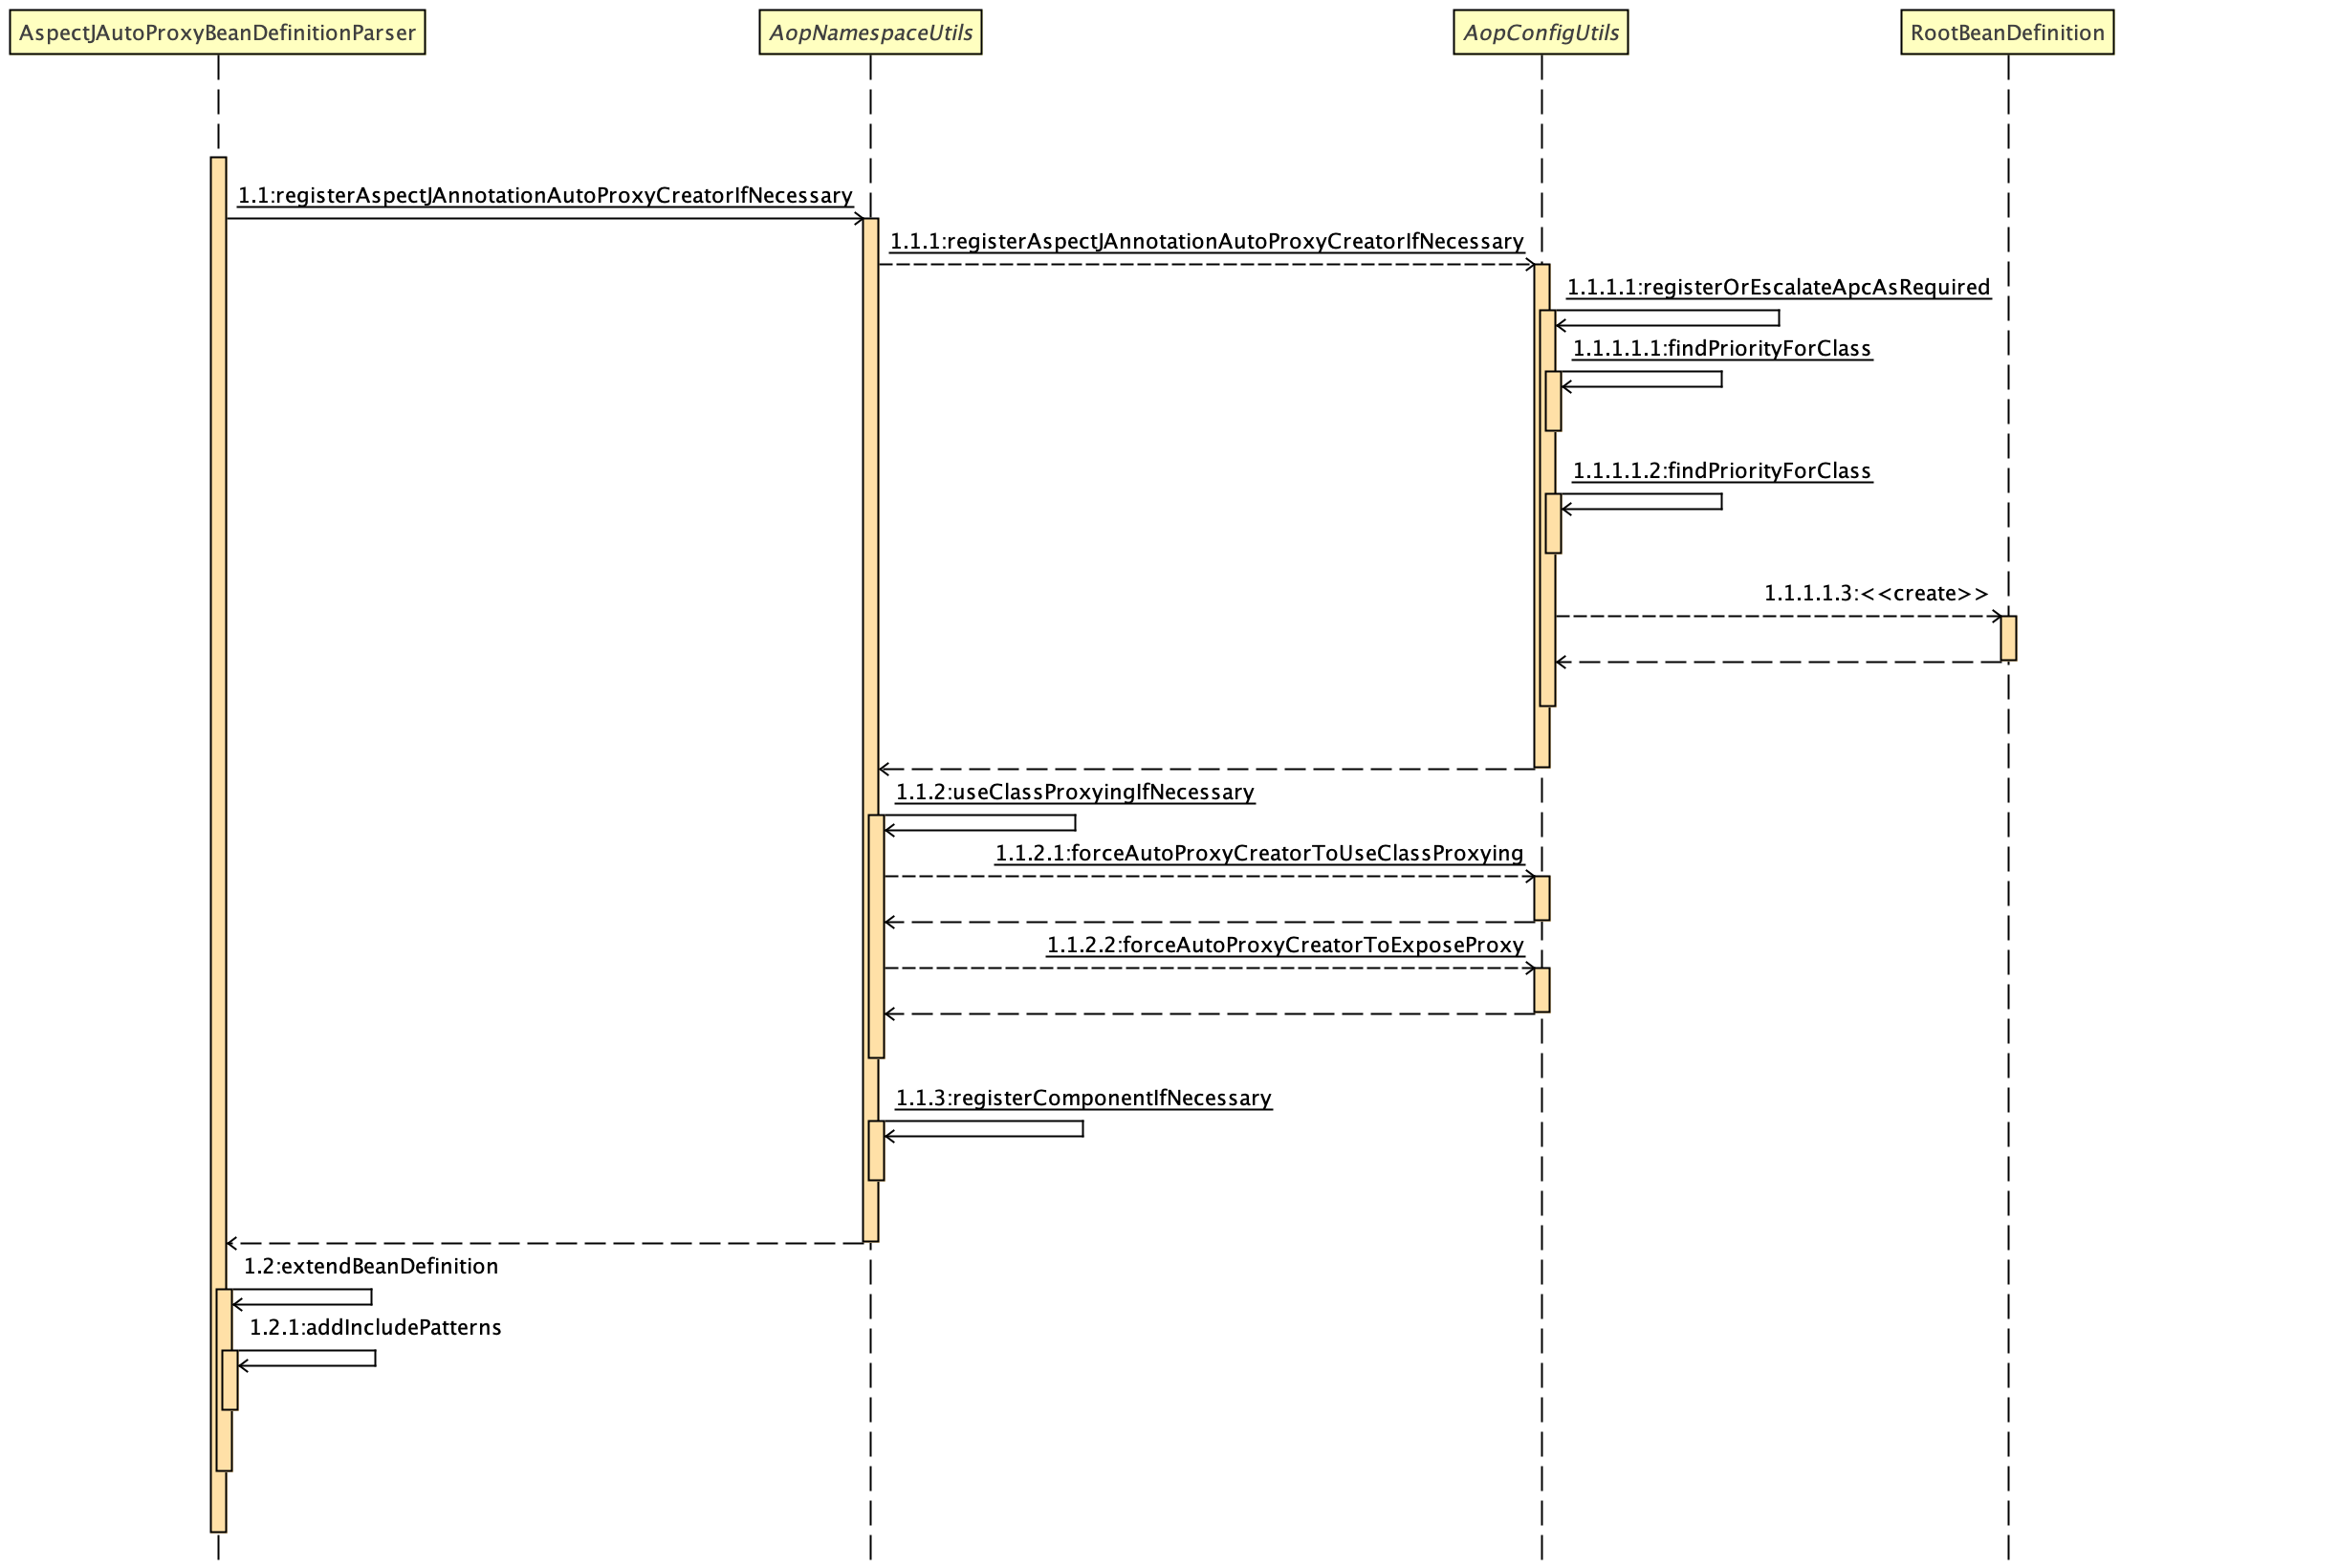 AspectJAutoProxyBeanDefinitionParser
AopNamespaceUtils
AopConfigUtils
RootBeanDefinition
1.1:registerAspectJAnnotationAutoProxyCreatorIfNecessary
1.1.1:registerAspectJAnnotationAutoProxyCreatorIfNecessary
1.1.1.1:registerOrEscalateApcAsRequired
1.1.1.1.1:findPriorityForClass
1.1.1.1.2:findPriorityForClass
1.1.1.1.3:<<create>>
1.1.2:useClassProxyingIfNecessary
1.1.2.1:forceAutoProxyCreatorToUseClassProxying
1.1.2.2:forceAutoProxyCreatorToExposeProxy
1.1.3:registerComponentIfNecessary
1.2:extendBeanDefinition
1.2.1:addIncludePatterns